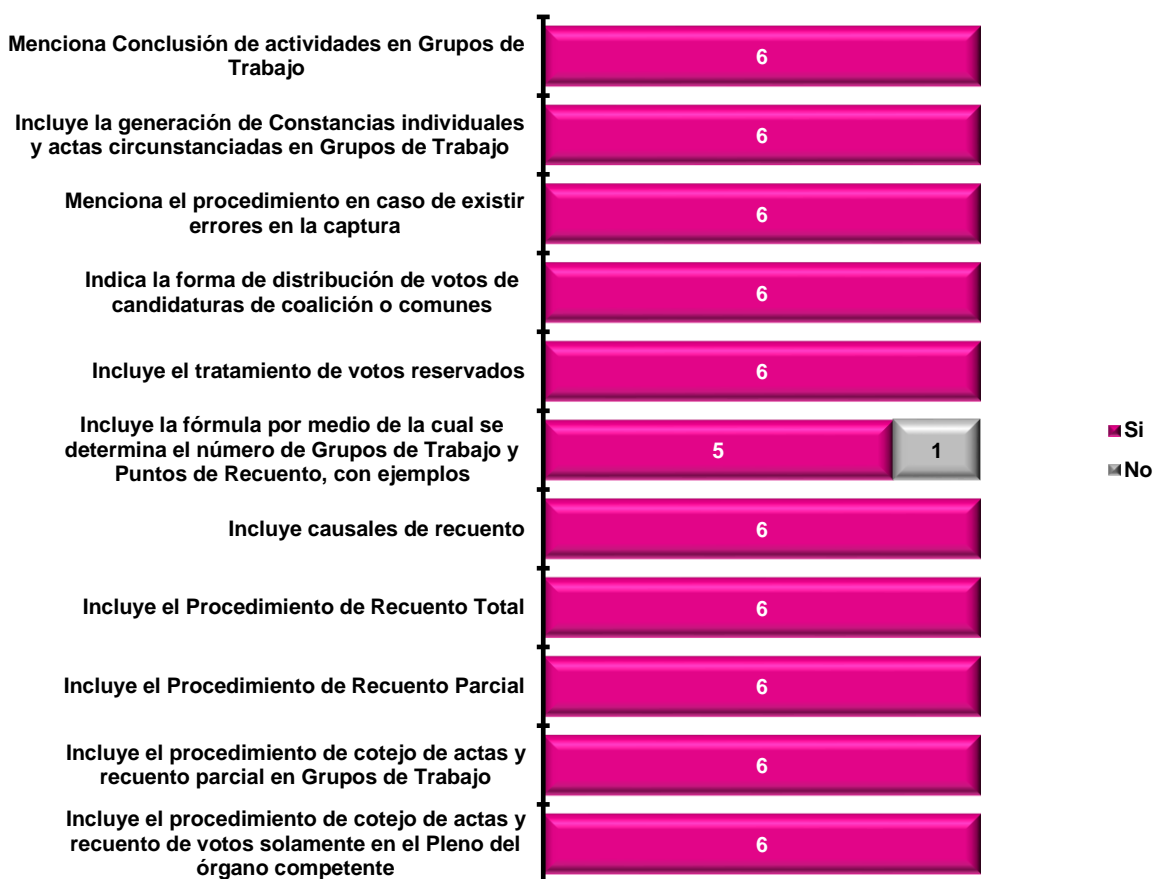 Menciona Conclusión de actividades en Grupos de
Trabajo
6
Incluye la generación de Constancias individuales
y actas circunstanciadas en Grupos de Trabajo
6
Menciona el procedimiento en caso de existir
errores en la captura
6
Indica la forma de distribución de votos de
candidaturas de coalición o comunes
6
Incluye el tratamiento de votos reservados
6
Incluye la fórmula por medio de la cual se
determina el número de Grupos de Trabajo y
Puntos de Recuento, con ejemplos
5
1
Incluye causales de recuento
6
Incluye el Procedimiento de Recuento Total
6
Incluye el Procedimiento de Recuento Parcial
6
Incluye el procedimiento de cotejo de actas y
recuento parcial en Grupos de Trabajo
6
Incluye el procedimiento de cotejo de actas y
recuento de votos solamente en el Pleno del
órgano competente
6
Si
No